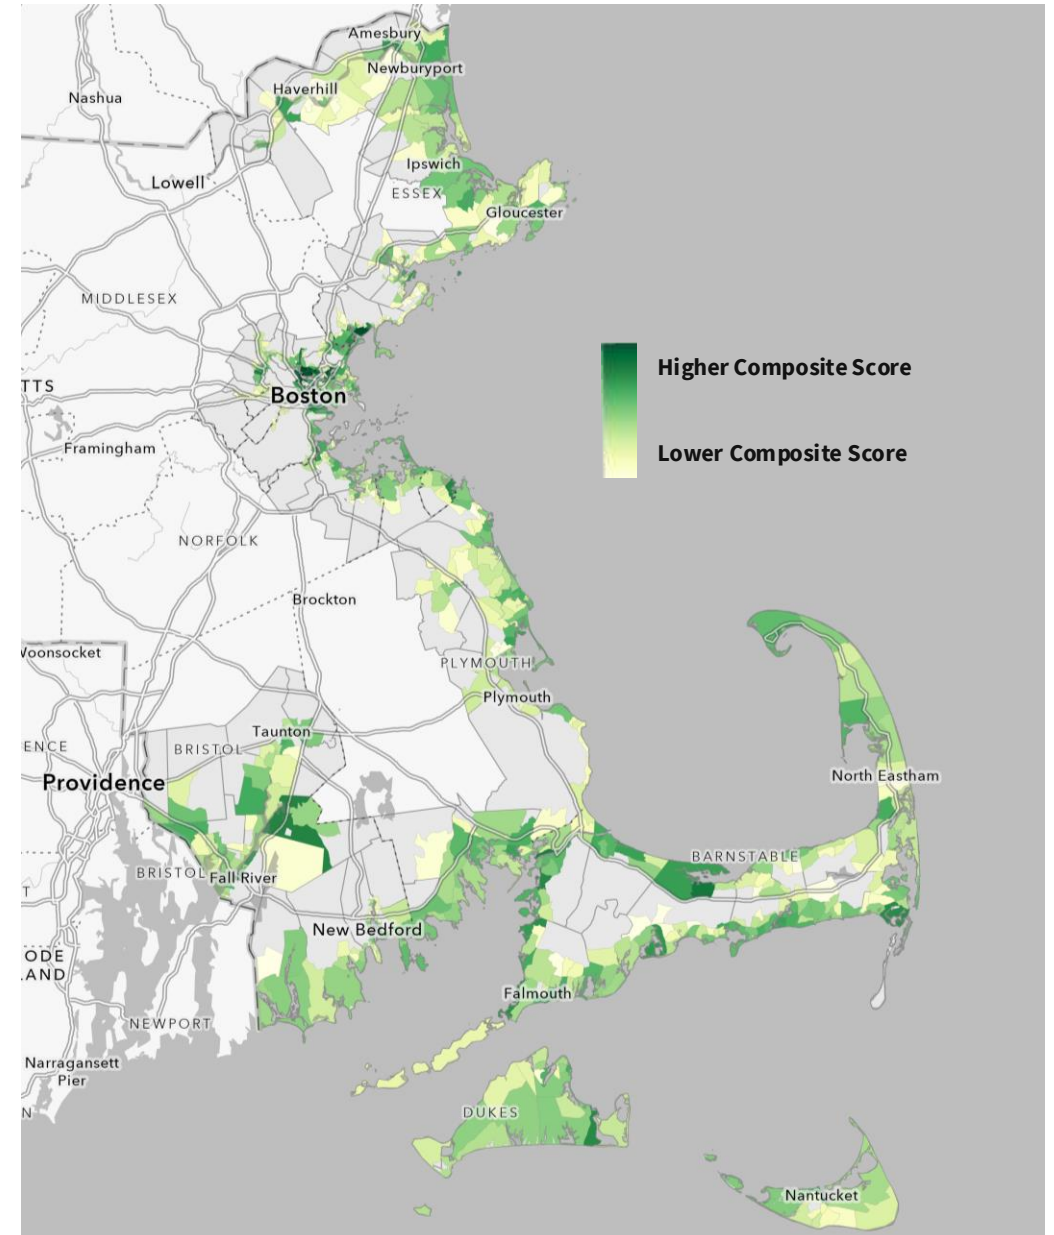 Amesbury
Newburyport
Haverhill
Nashua
Ipswich
Lowell
ESSEX
Gloucester
MIDDLESEX
Higher Composite Score
TTS
Boston
Framingham
Lower Composite Score
NORFOLK
Brockton
Woonsocket
PLYMOUTH
Plymouth
Taunton
ENCE
BRISTOL
North Eastham
Providence
BARNSTABLE
BRISTOL
Fall River
T
New Bedford
ODE
LAND
Falmouth
NEWPORT
Narragansett
Pier
N
DUKES
Nantucket